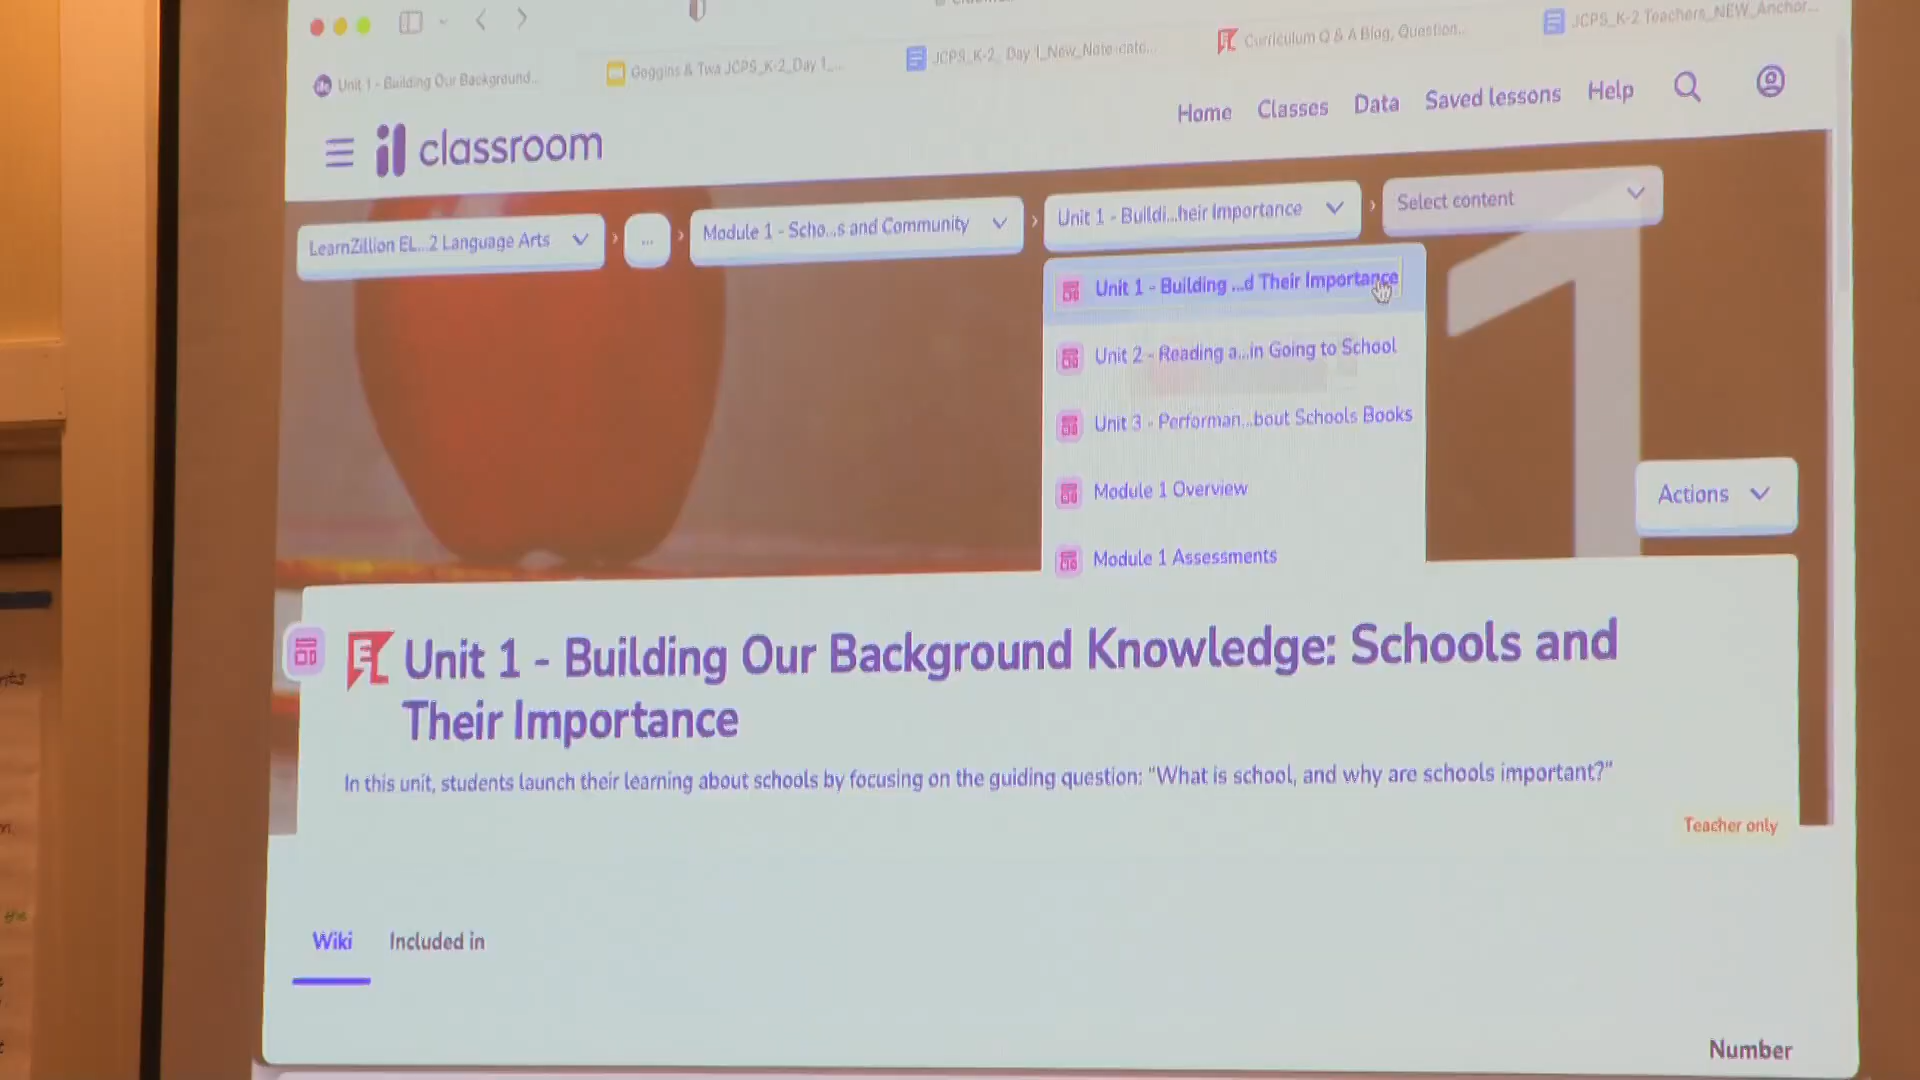 Unit 1 - Building Our Background...
Goggins & Twa JCPS_K-2_Day 1_...
JCPS_K-2_ Day 1_New_Note-catc...
Curriculum Q & A Blog, Question...
JCPS_K-2 Teachers_NEW_Anchor...
classroom
Home Classes Data Saved lessons Help
LearnZillion EL...2 Language Arts
...
Module 1 - Scho...s and Community
Unit 1 - Buildi...heir Importance
Select content
Unit 1 - Building ...d Their Importance
Unit 2 - Reading a...in Going to School
Unit 3 - Performan...bout Schools Books
Module 1 Overview
Module 1 Assessments
Actions
EL
Unit 1 - Building Our Background Knowledge: Schools and
Their Importance
In this unit, students launch their learning about schools by focusing on the guiding question: "What is school, and why are schools important?"
Teacher only
Wiki Included in
Number
the